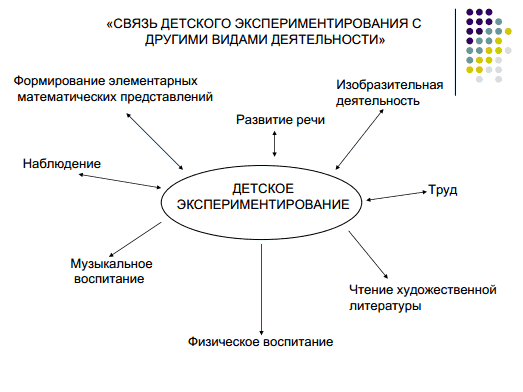 «СВЯЗЬ ДЕТСКОГО ЭКСПЕРИМЕНТИРОВАНИЯ С
ДРУГИМИ ВИДАМИ ДЕЯТЕЛЬНОСТИ»
Формирование элементарных
математических представлений
Изобразительная
деятельность
Развитие речи
Наблюдение
ДЕТСКОЕ
ЭКСПЕРИМЕНТИРОВАНИЕ
Труд
Музыкальное
воспитание
Чтение художественной
литературы
Физическое воспитание